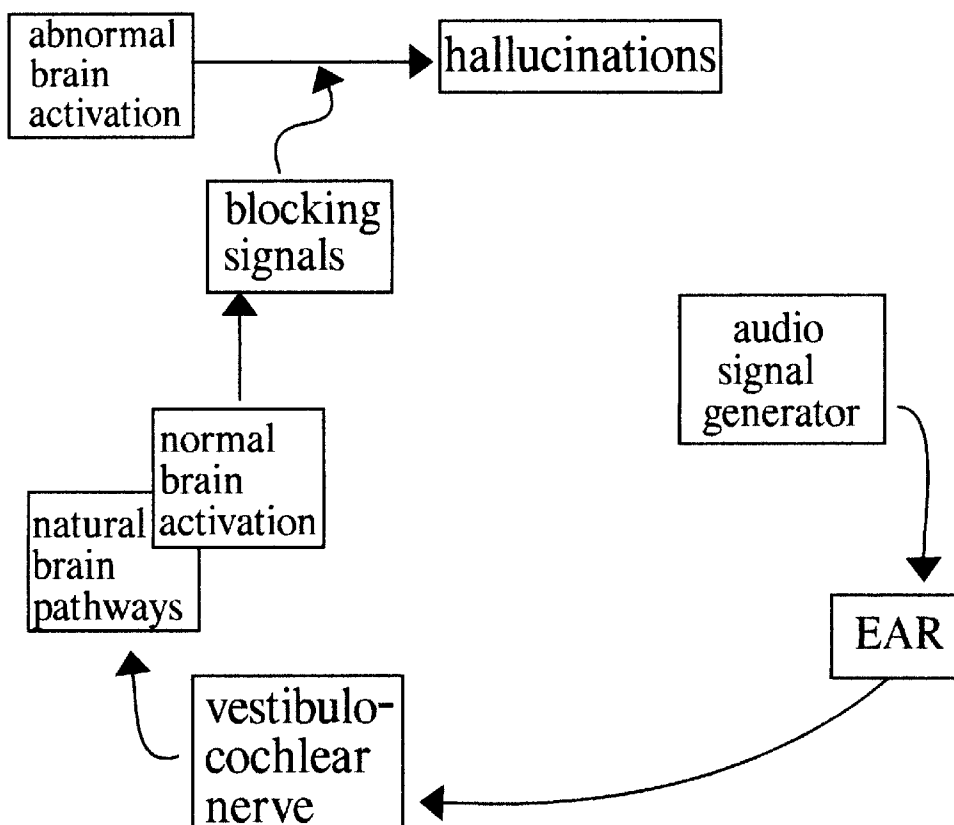 abnormal
brain
activation
hallucinations
blocking
signals
audio
signal
generator
normal
brain
activation
natural
brain
pathways
EAR
vestibulo-
cochlear
nerve